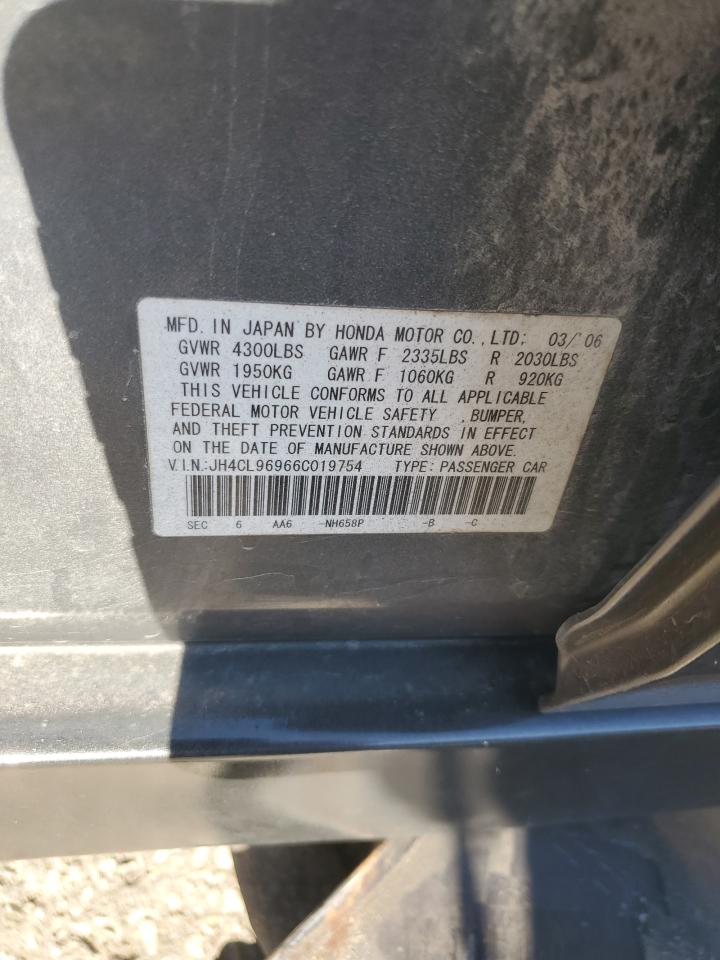 MFD. IN JAPAN BY HONDA MOTOR CO.,LTD; 03/'06
GVWR 4300LBS GAWR F 2335LBS R 2030LBS
GVWR 1950KG GAWR F 1060KG R 920KG
THIS VEHICLE CONFORMS TO ALL APPLICABLE
FEDERAL MOTOR VEHICLE SAFETY ,BUMPER,
AND THEFT PREVENTION STANDARDS IN EFFECT
ON THE DATE OF MANUFACTURE SHOWN ABOVE.
V.I.N.:JH4CL96966C019754 TYPE: PASSENGER CAR
SEC 6 AA6 -NH658P -B -C